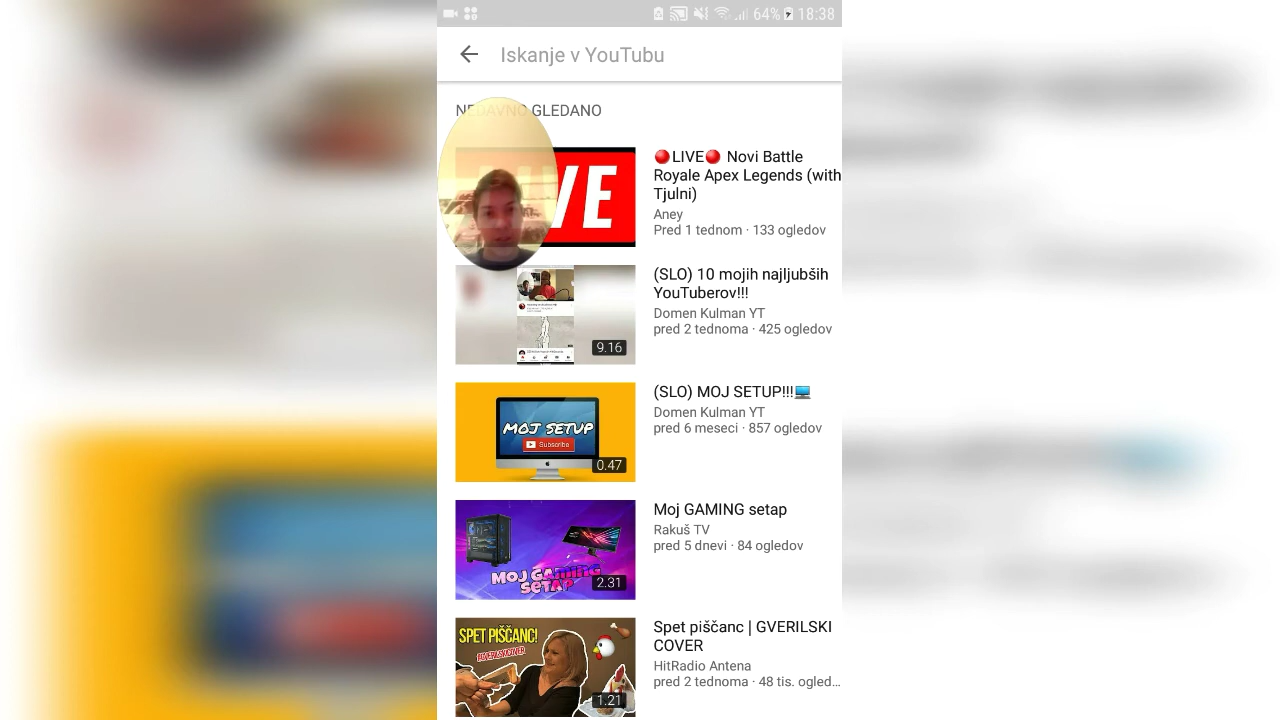 64% 18:38
Iskanje v YouTubu
NEDAVNO GLEDANO
🔴LIVE🔴 Novi Battle
Royale Apex Legends (with
Tjulni)
Aney
Pred 1 tednom · 133 ogledov
(SLO) 10 mojih najljubših
YouTuberov!!!
Domen Kulman YT
pred 2 tednoma · 425 ogledov
9.16
(SLO) MOJ SETUP!!!💻
Domen Kulman YT
pred 6 meseci · 857 ogledov
MOJ SETUP
Subscribe
0.47
Moj GAMING setap
Rakuš TV
pred 5 dnevi · 84 ogledov
MOJ GAMING
SETAP
2.31
Spet piščanc | GVERILSKI
COVER
HitRadio Antena
pred 2 tednoma · 48 tis. ogled…
SPET PIŠČANC!
1.21